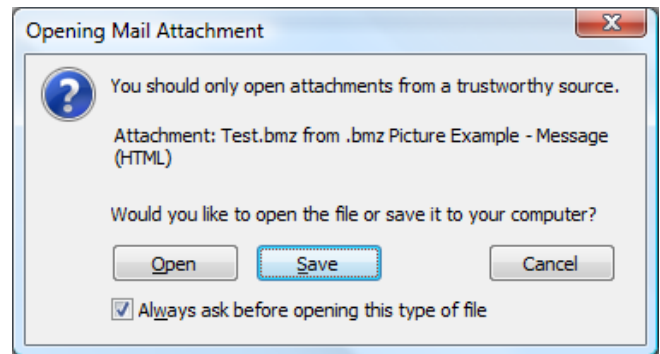 Opening Mail Attachment
You should only open attachments from a trustworthy source.
Attachment: Test.bmz from .bmz Picture Example - Message
(HTML)
Would you like to open the file or save it to your computer?
Open Save Cancel
Always ask before opening this type of file